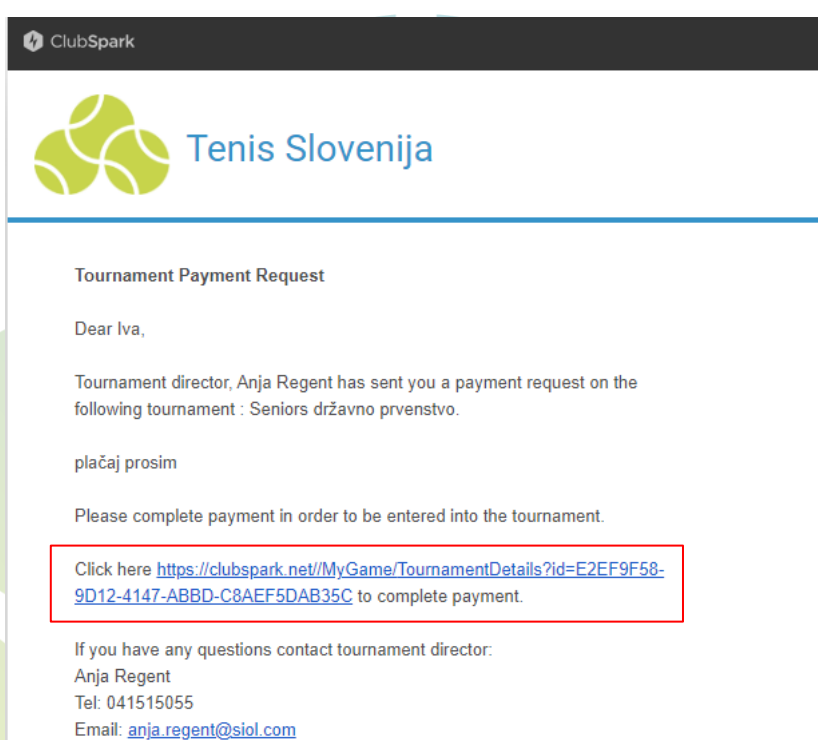 ClubSpark
Tenis Slovenija
Tournament Payment Request
Dear Iva,
Tournament director, Anja Regent has sent you a payment request on the
following tournament : Seniors državno prvenstvo.
plačaj prosim
Please complete payment in order to be entered into the tournament.
Click here https://clubspark.net//MyGame/TournamentDetails?id=E2EF9F58-
9D12-4147-ABBD-C8AEF5DAB35C to complete payment.
If you have any questions contact tournament director:
Anja Regent
Tel: 041515055
Email: anja.regent@siol.com